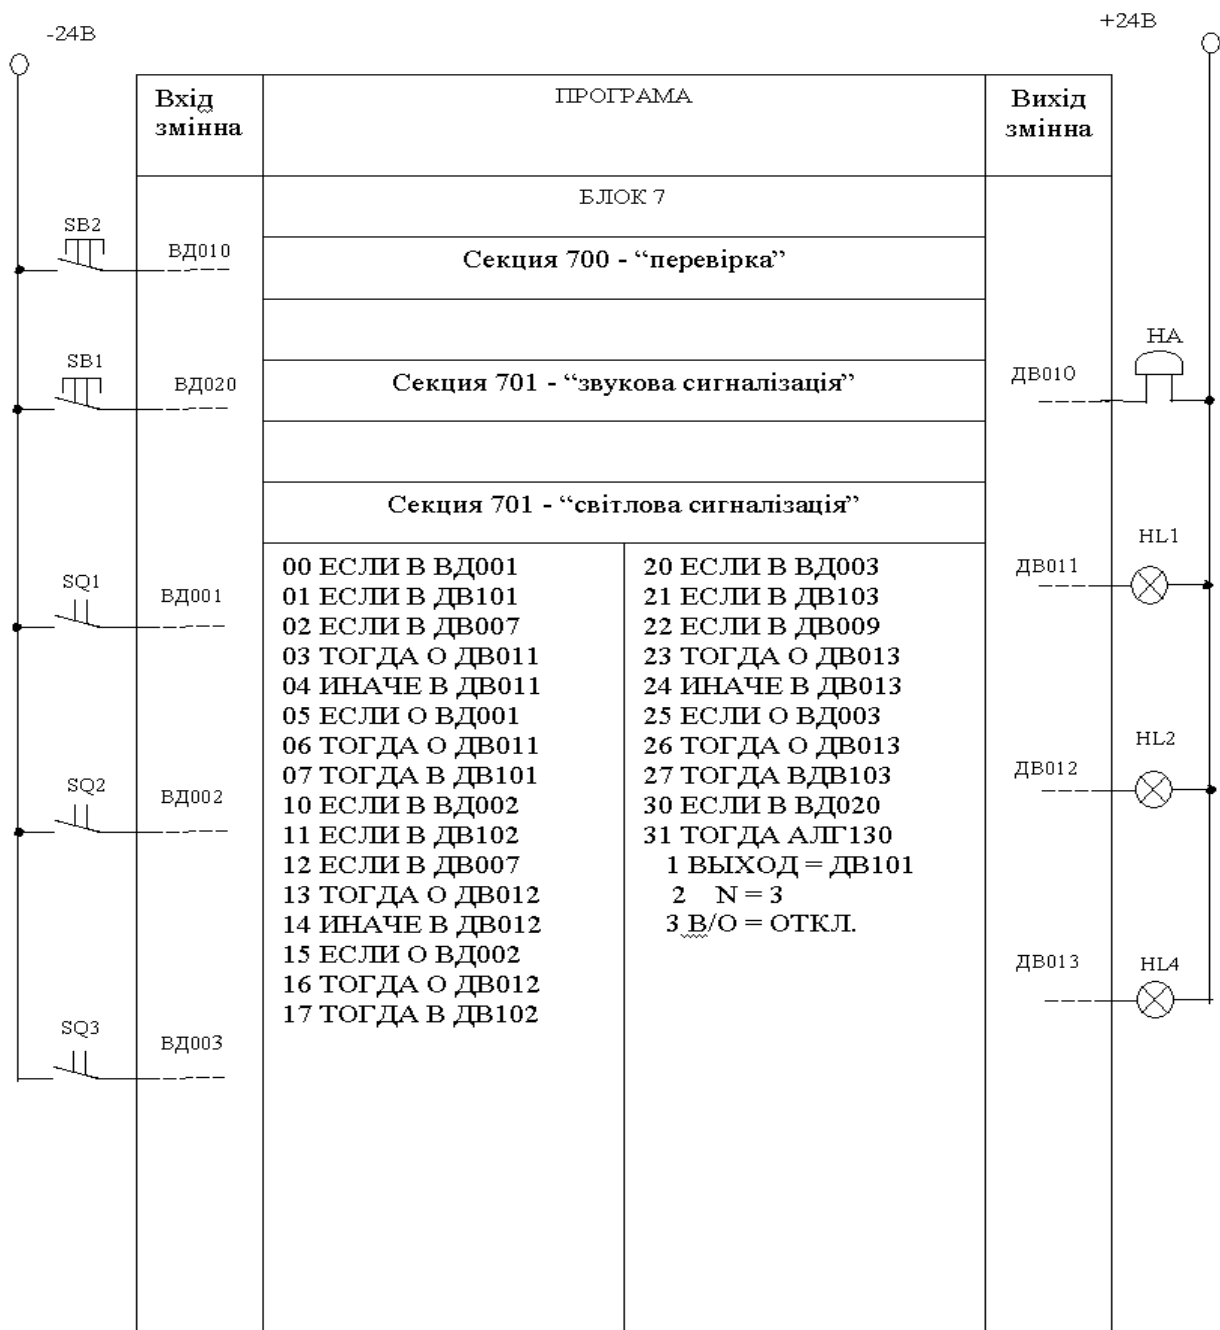 -24В
+24В
Вхід
змінна
ПРОГРАМА
Вихід
змінна
БЛОК 7
SB2
ВД010
Секция 700 - “перевірка”
SB1
ВД020
Секция 701 - “звукова сигналізація”
ДВ01О
НА
Секция 701 - “світлова сигналізація”
SQ1
ВД001
ДВ011
HL1
SQ2
ВД002
ДВ012
HL2
SQ3
ВД003
ДВ013
HL4
00 ЕСЛИ В ВД001
01 ЕСЛИ В ДВ101
02 ЕСЛИ В ДВ007
03 ТОГДА О ДВ011
04 ИНАЧЕ В ДВ011
05 ЕСЛИ О ВД001
06 ТОГДА О ДВ011
07 ТОГДА В ДВ101
10 ЕСЛИ В ВД002
11 ЕСЛИ В ДВ102
12 ЕСЛИ В ДВ007
13 ТОГДА О ДВ012
14 ИНАЧЕ В ДВ012
15 ЕСЛИ О ВД002
16 ТОГДА О ДВ012
17 ТОГДА В ДВ102
20 ЕСЛИ В ВД003
21 ЕСЛИ В ДВ103
22 ЕСЛИ В ДВ009
23 ТОГДА О ДВ013
24 ИНАЧЕ В ДВ013
25 ЕСЛИ О ВД003
26 ТОГДА О ДВ013
27 ТОГДА ВДВ103
30 ЕСЛИ В ВД020
31 ТОГДА АЛГ130
1 ВЫХОД = ДВ101
2 N = 3
3 В/О = ОТКЛ.